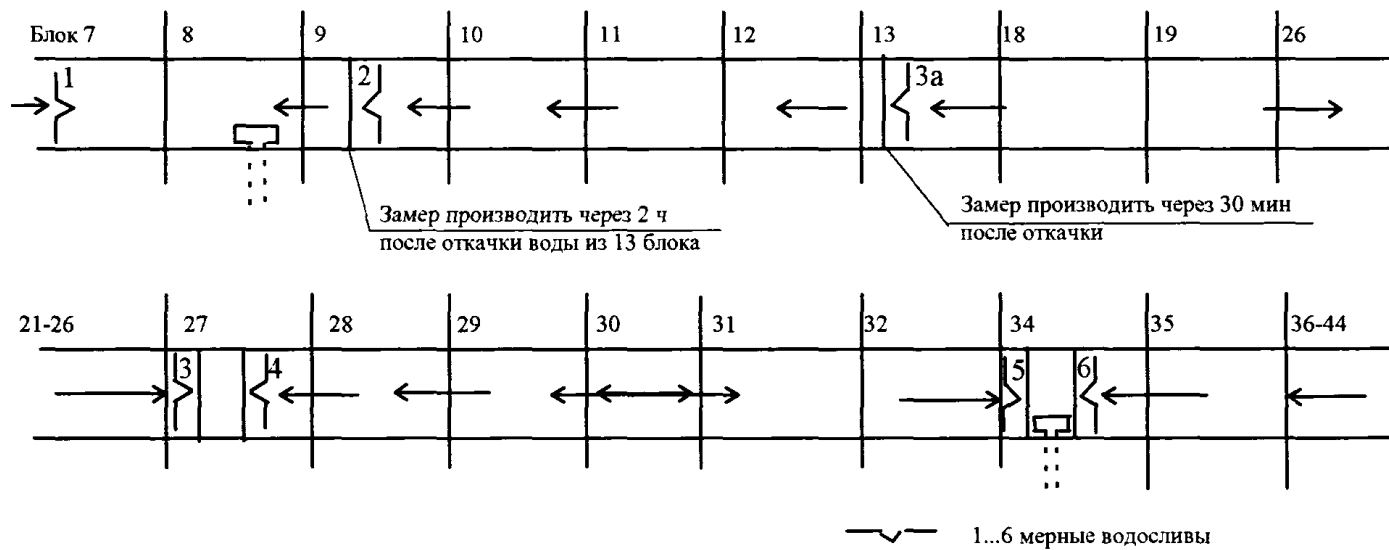 Блок 7 8 9 10 11 12 13 18 19 26
1 2 3а
Замер производить через 2 ч
после откачки воды из 13 блока
Замер производить через 30 мин
после откачки
21-26 27 28 29 30 31 32 34 35 36-44
3 4 5 6
1...6 мерные водосливы